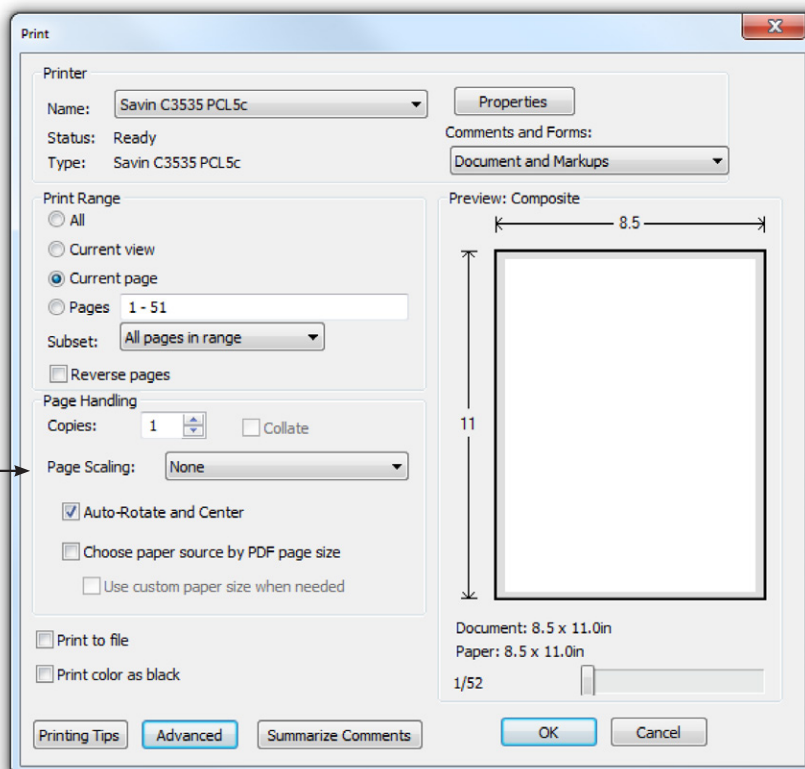 Print
Printer
Name: Savin C3535 PCL5c
Properties
Status: Ready
Comments and Forms:
Type: Savin C3535 PCL5c
Document and Markups
Print Range
All
Current view
Current page
Pages 1 - 51
Subset: All pages in range
Reverse pages
Page Handling
Copies: 1 Collate
Page Scaling: None
Auto-Rotate and Center
Choose paper source by PDF page size
Use custom paper size when needed
Print to file
Print color as black
Preview: Composite
8.5
11
Document: 8.5 x 11.0in
Paper: 8.5 x 11.0in
1/52
Printing Tips Advanced Summarize Comments OK Cancel